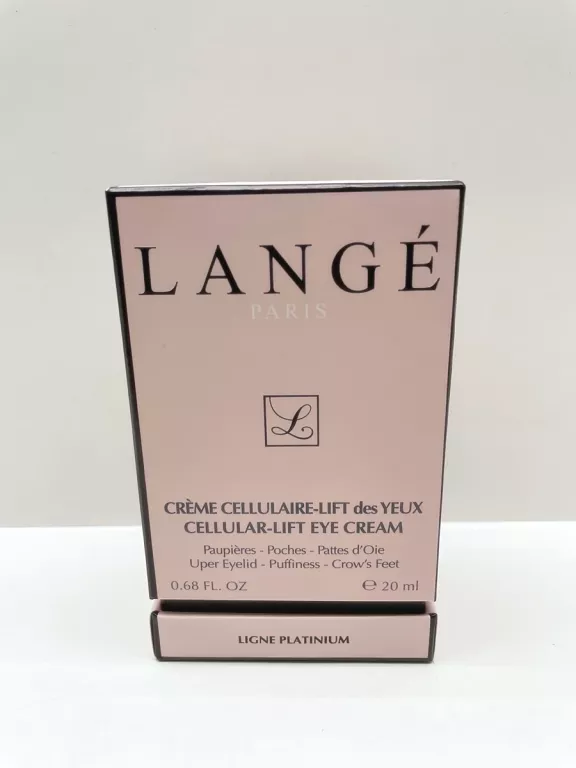 LANGÉ
PARIS
L
CRÈME CELLULAIRE-LIFT des YEUX
CELLULAR-LIFT EYE CREAM
Paupières - Poches - Pattes d'Oie
Uper Eyelid - Puffiness - Crow's Feet
0.68 FL. OZ ℮ 20 ml
LIGNE PLATINIUM